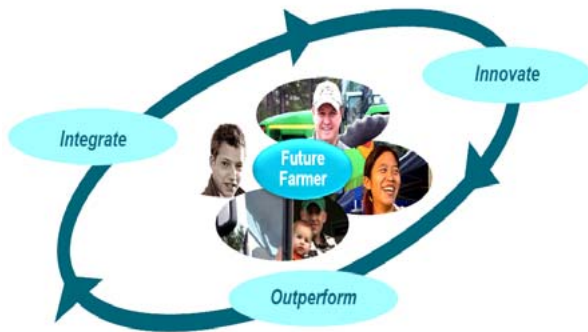 Innovate
Integrate
Future
Farmer
Outperform